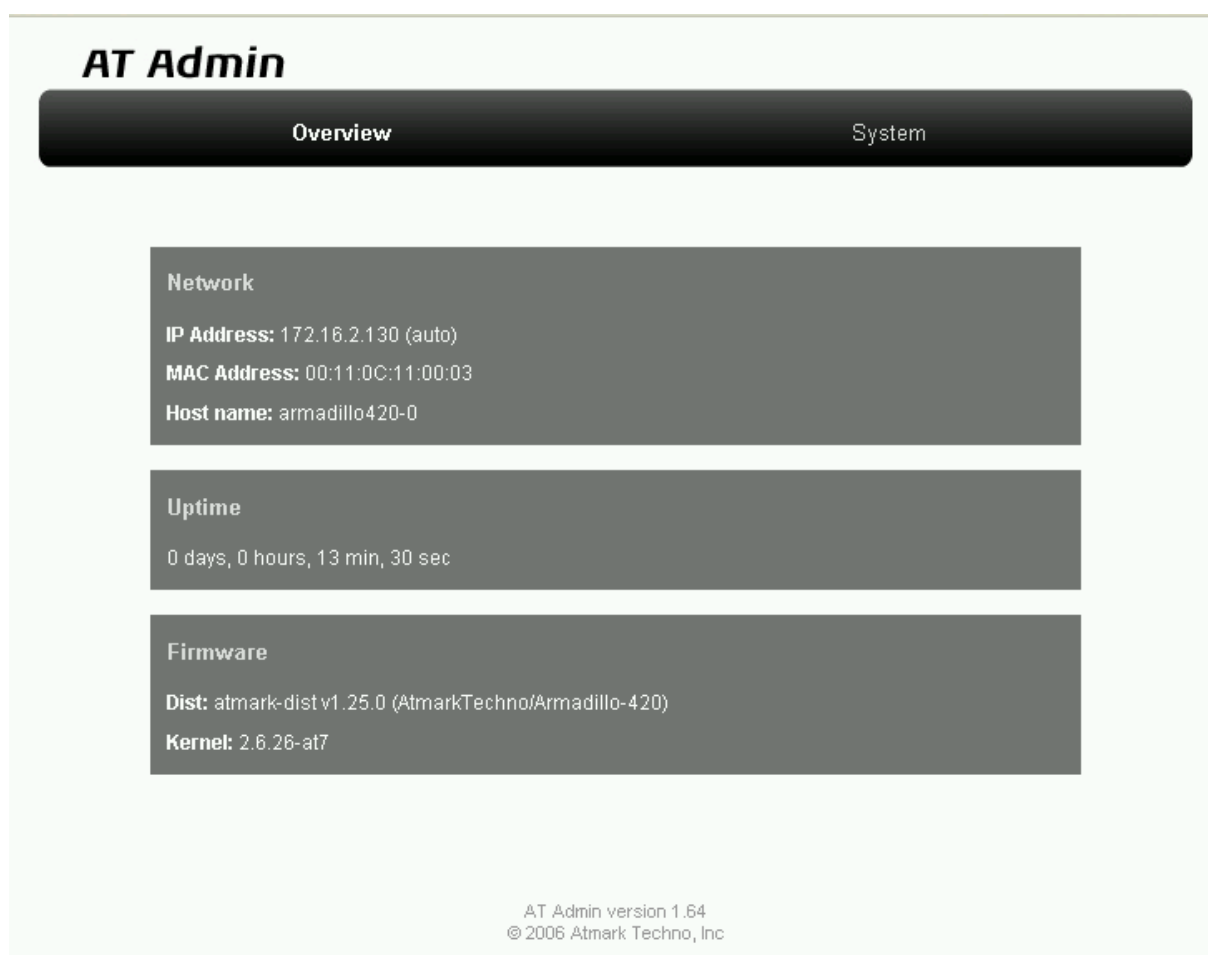 AT Admin
Overview
System
Network
IP Address: 172.16.2.130 (auto)
MAC Address: 00:11:0C:11:00:03
Host name: armadillo420-0
Uptime
0 days, 0 hours, 13 min, 30 sec
Firmware
Dist: atmark-dist v1.25.0 (AtmarkTechno/Armadillo-420)
Kernel: 2.6.26-at7
AT Admin version 1.64
© 2006 Atmark Techno, Inc